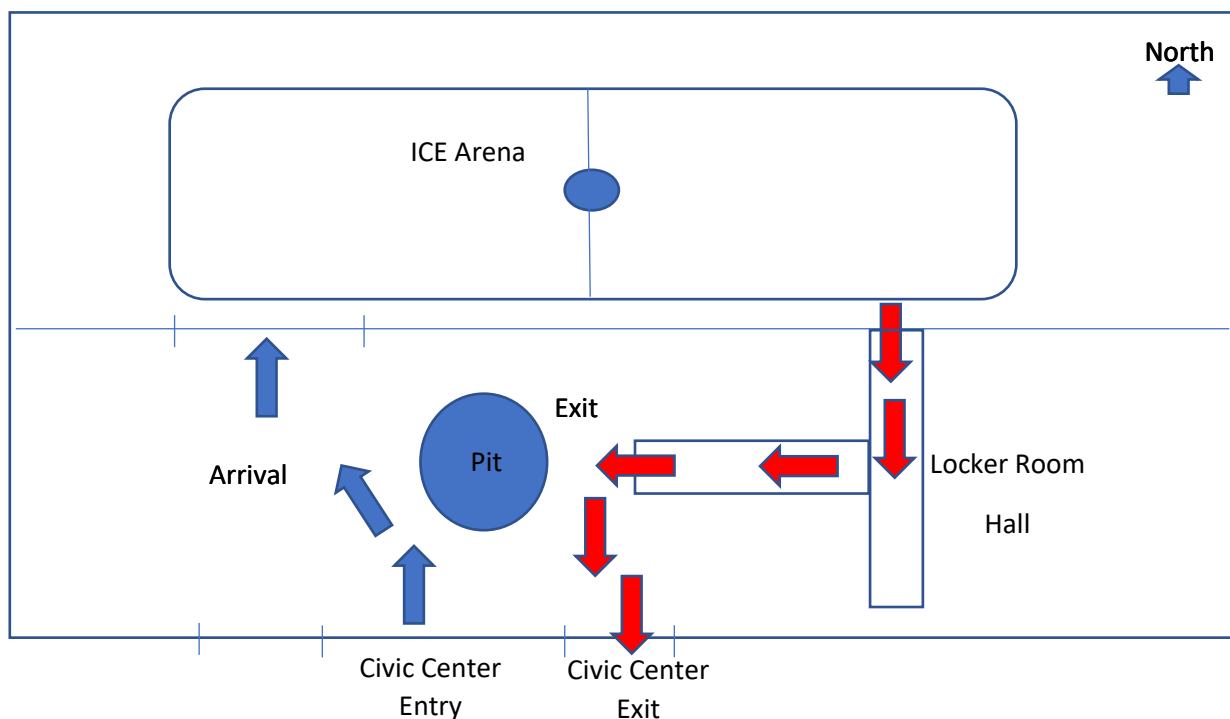 North
ICE Arena
Exit
Pit
Arrival
Locker Room
Hall
Civic Center
Entry
Civic Center
Exit